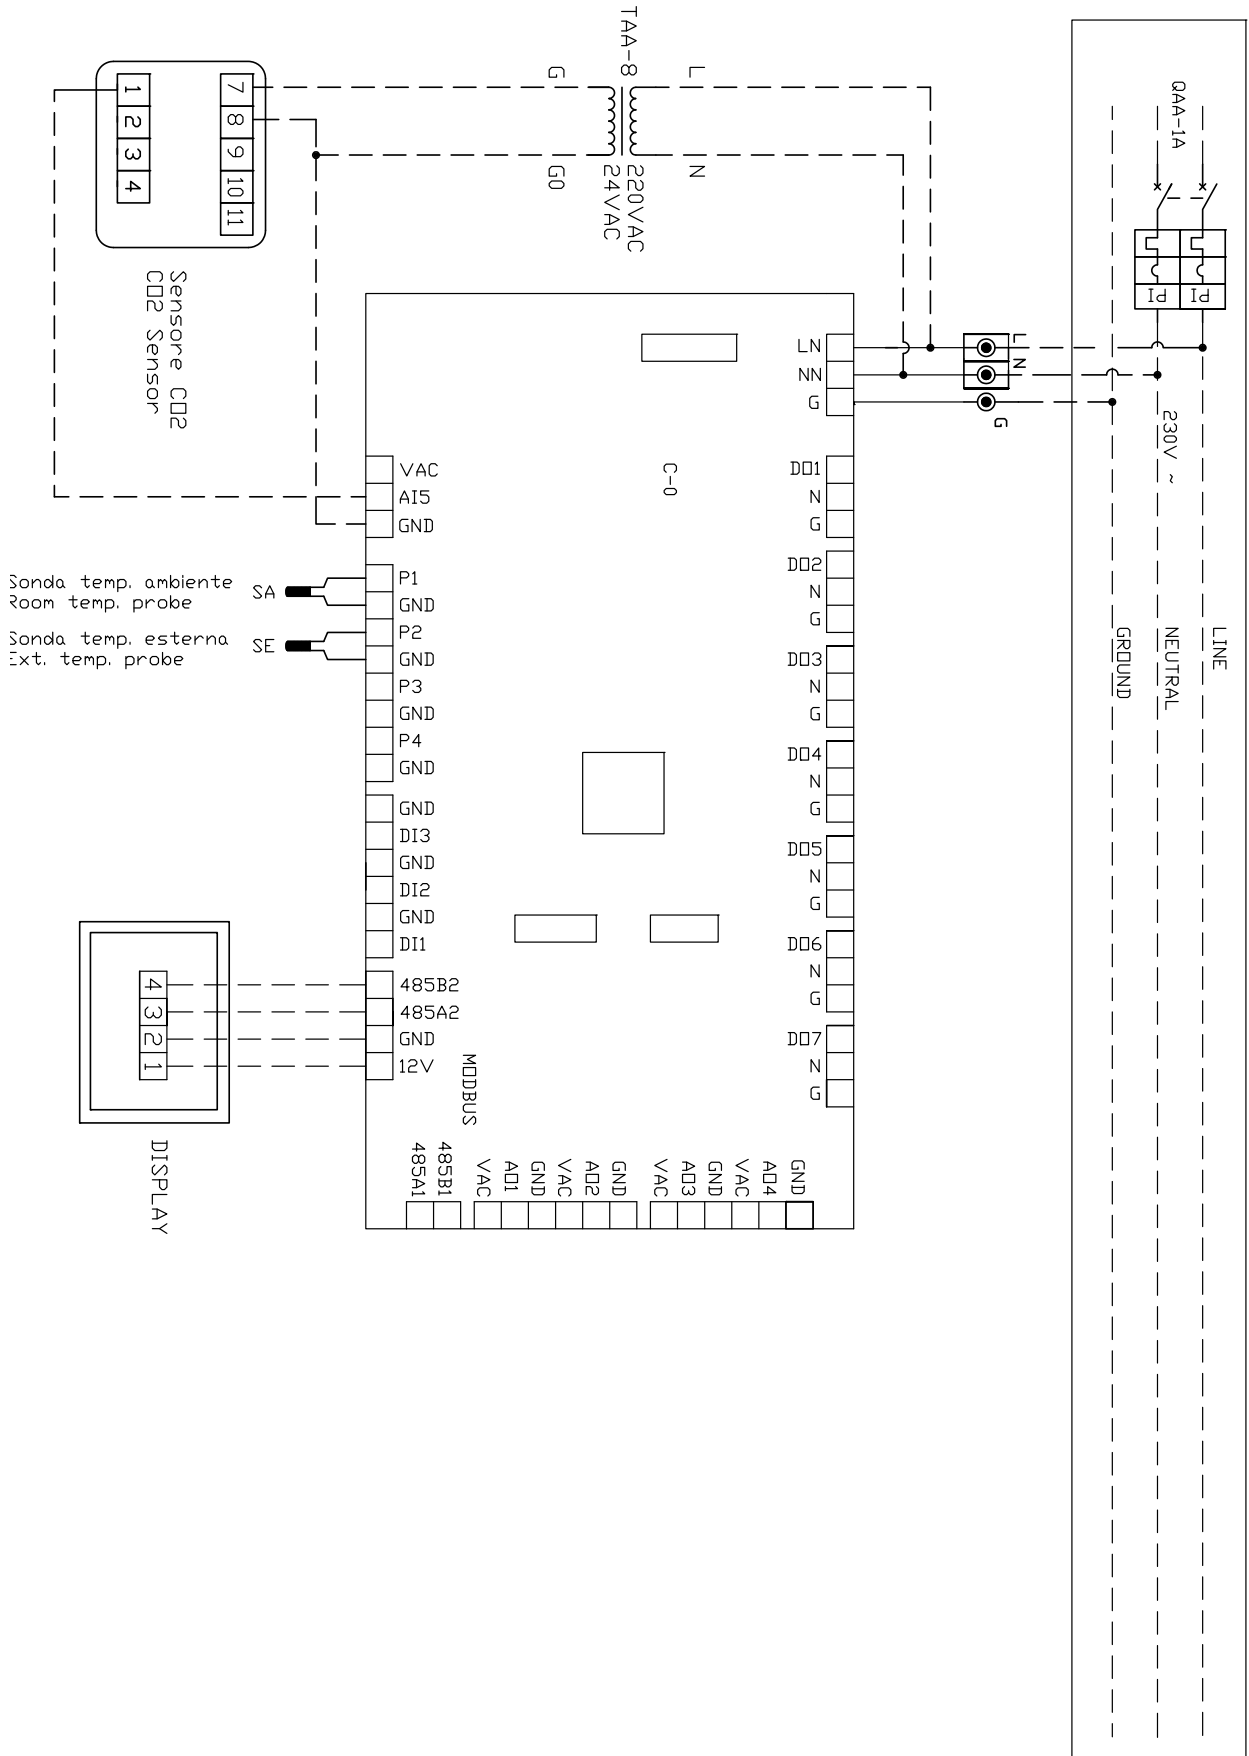 TAA-8
220VAC
24VAC
L
N
G
G0
1
2
3
4
7
8
9
10
11
Sensore CO2
CO2 Sensor
QAA-1A
PI
PI
L
N
G
230V ~
LINE
NEUTRAL
GROUND
C-0
LN
NN
G
DO1
N
G
DO2
N
G
DO3
N
G
DO4
N
G
DO5
N
G
DO6
N
G
DO7
N
G
VAC
AI5
GND
P1
GND
P2
GND
P3
GND
P4
GND
GND
DI3
GND
DI2
GND
DI1
485B2
485A2
GND
12V
Sonda temp. ambiente
Room temp. probe
SA
Sonda temp. esterna
Ext. temp. probe
SE
4
3
2
1
DISPLAY
MODBUS
485A1
485B1
VAC
AO1
GND
VAC
AO2
GND
VAC
AO3
GND
VAC
AO4
GND